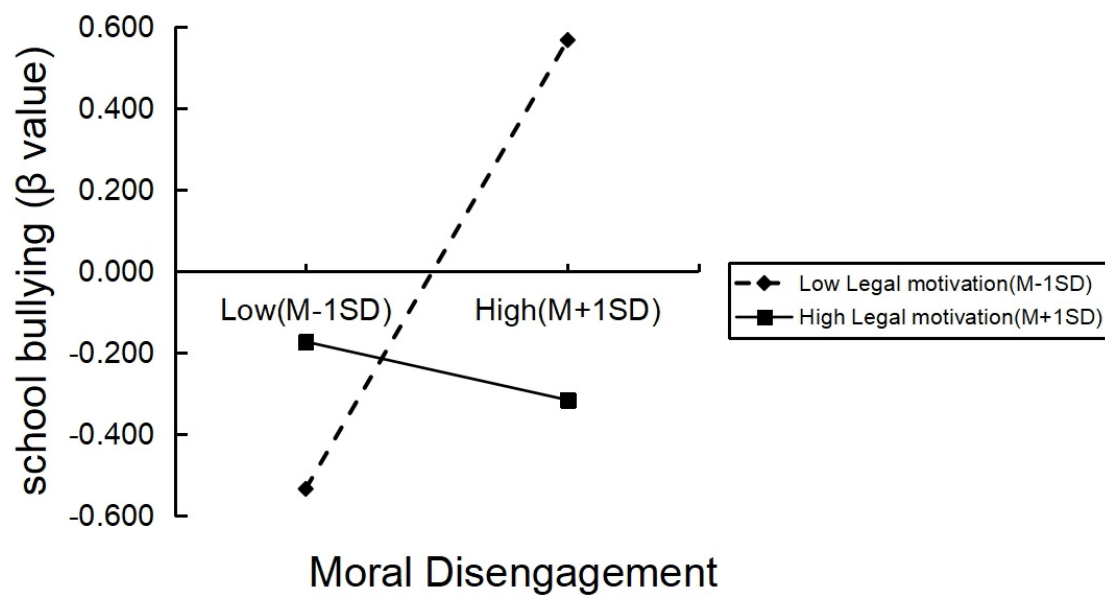 school bullying (β value)
0.600
0.400
0.200
0.000
-0.200
-0.400
-0.600
Low(M-1SD)
High(M+1SD)
Moral Disengagement
Low Legal motivation(M-1SD)
High Legal motivation(M+1SD)